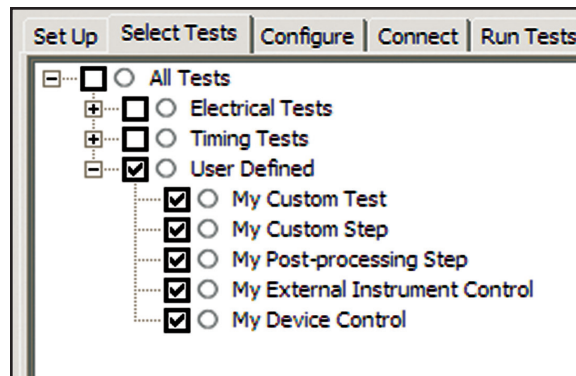 Set Up Select Tests Configure Connect Run Tests
All Tests
Electrical Tests
Timing Tests
User Defined
My Custom Test
My Custom Step
My Post-processing Step
My External Instrument Control
My Device Control